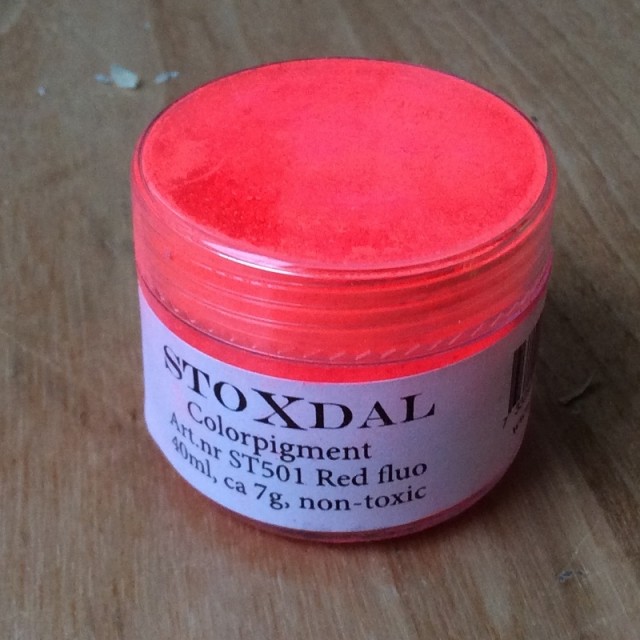 STOXDAL
Colorpigment
Art.nr ST501 Red fluo
40ml, ca 7g, non-toxic